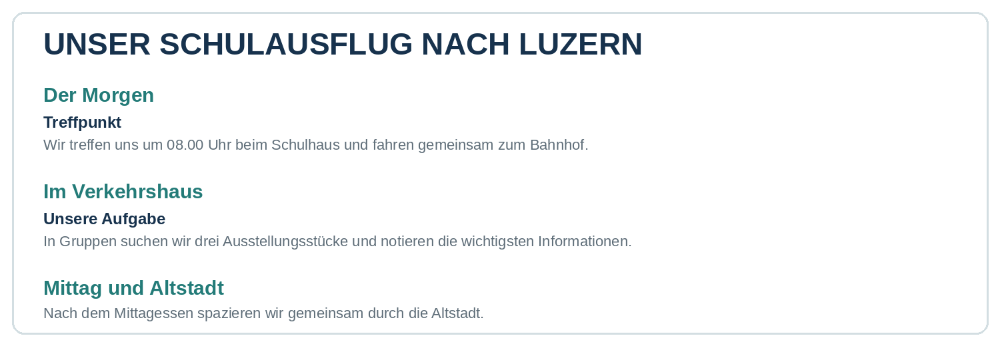 UNSER SCHULAUSFLUG NACH LUZERN
Der Morgen
Treffpunkt
Wir treffen uns um 08.00 Uhr beim Schulhaus und fahren gemeinsam zum Bahnhof.
Im Verkehrshaus
Unsere Aufgabe
In Gruppen suchen wir drei Ausstellungsstücke und notieren die wichtigsten Informationen.
Mittag und Altstadt
Nach dem Mittagessen spazieren wir gemeinsam durch die Altstadt.